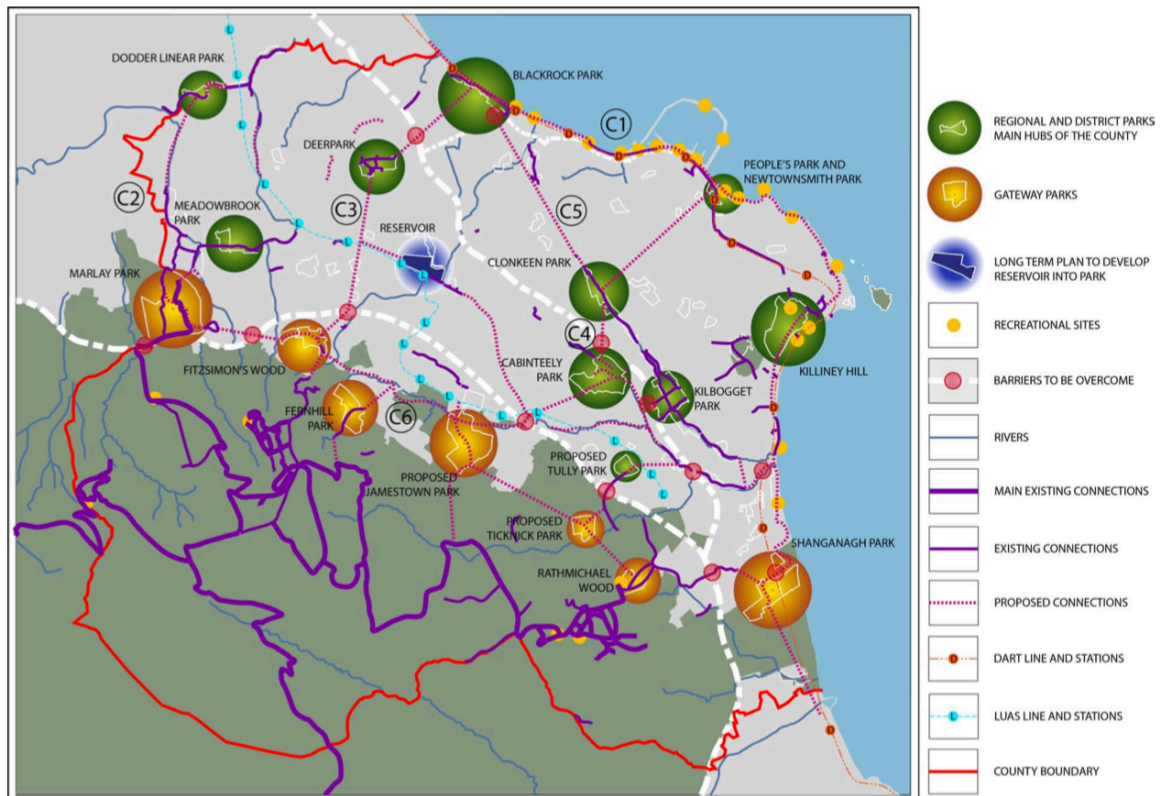 DODDER LINEAR PARK
BLACKROCK PARK
C1
DEERPARK
PEOPLE'S PARK AND
NEWTOWNSMITH PARK
C2
MEADOWBROOK
PARK
C3
C5
RESERVOIR
CLONKEEN PARK
MARLAY PARK
C4
KILLINEY HILL
FITZSIMON'S WOOD
CABINTEELY
PARK
KILBOGGET
PARK
FERNHILL
PARK
C6
PROPOSED
TULLY PARK
PROPOSED
JAMESTOWN PARK
PROPOSED
TICKNICK PARK
SHANGANAGH PARK
RATHMICHAEL
WOOD
REGIONAL AND DISTRICT PARKS
MAIN HUBS OF THE COUNTY
GATEWAY PARKS
LONG TERM PLAN TO DEVELOP
RESERVOIR INTO PARK
RECREATIONAL SITES
BARRIERS TO BE OVERCOME
RIVERS
MAIN EXISTING CONNECTIONS
EXISTING CONNECTIONS
PROPOSED CONNECTIONS
D
DART LINE AND STATIONS
L
LUAS LINE AND STATIONS
COUNTY BOUNDARY